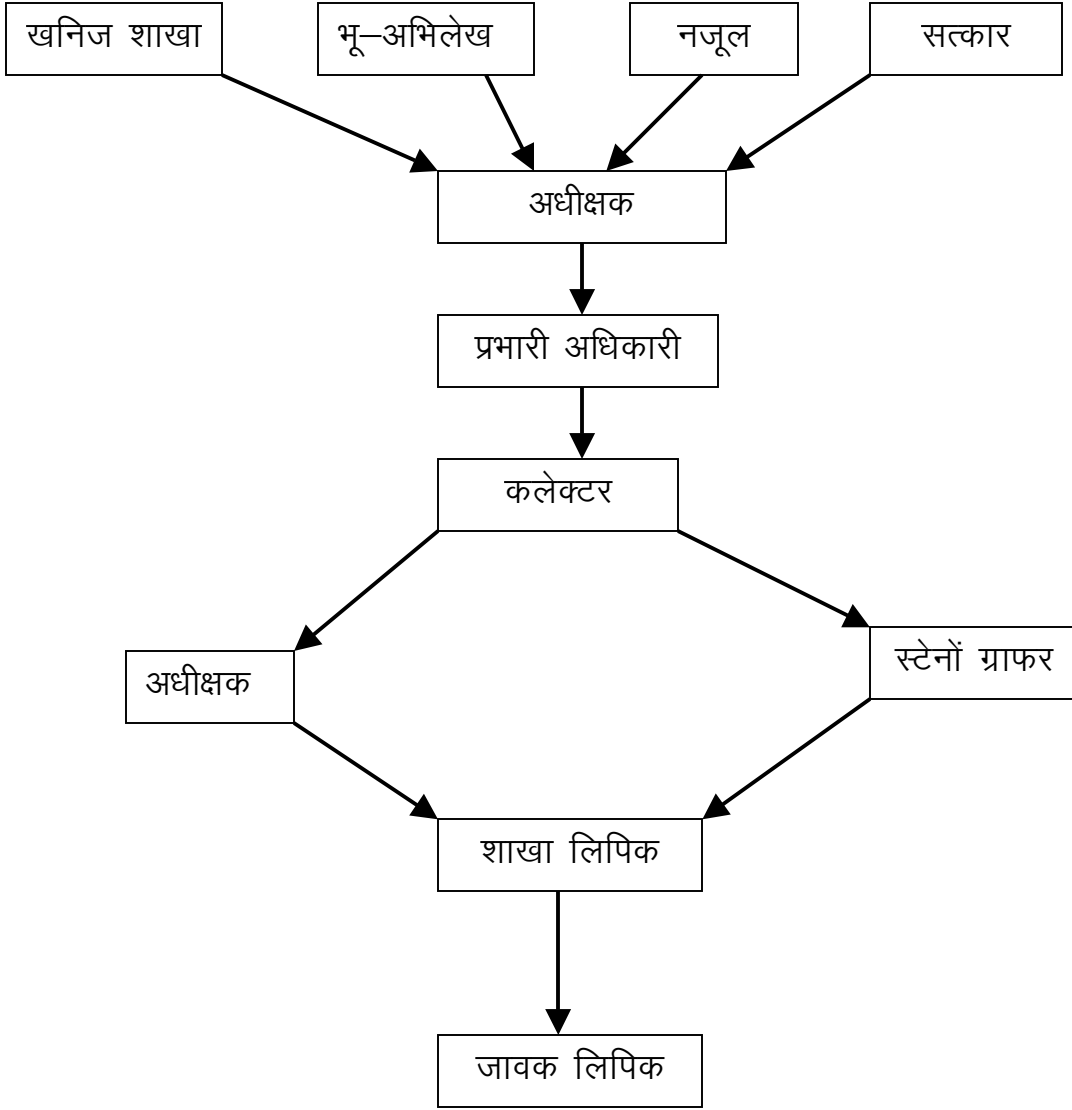 खनिज शाखा
भू–अभिलेख
नजूल
सत्कार
अधीक्षक
प्रभारी अधिकारी
कलेक्टर
स्टेनों ग्राफर
अधीक्षक
शाखा लिपिक
जावक लिपिक